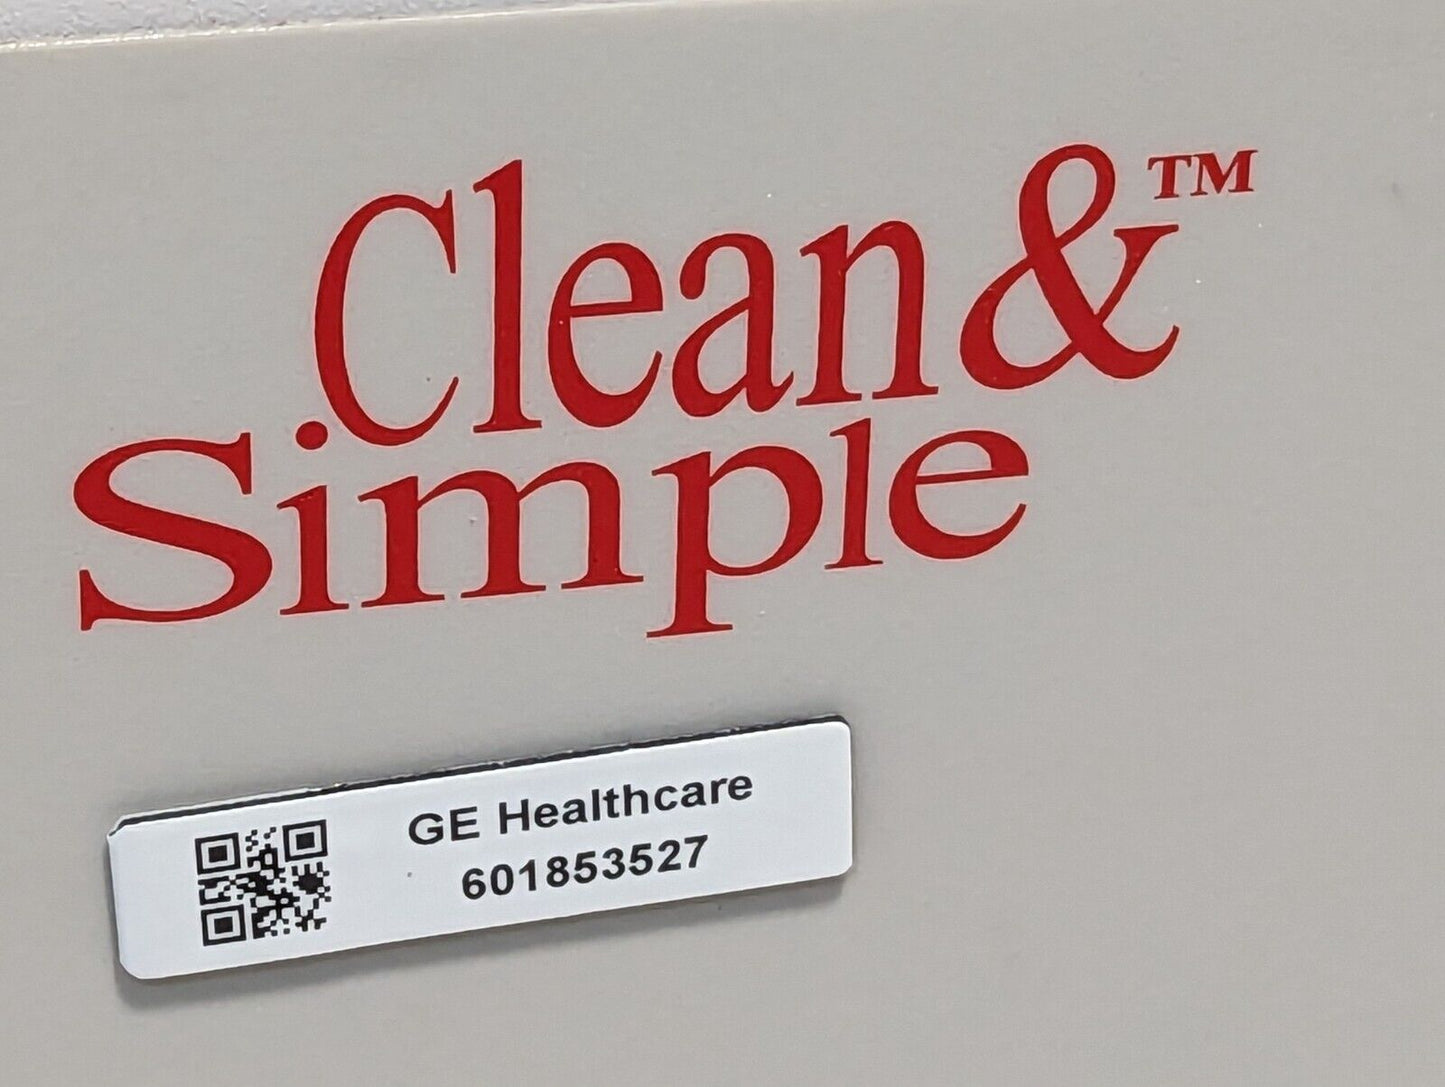 Clean&™
Simple
GE Healthcare
601853527